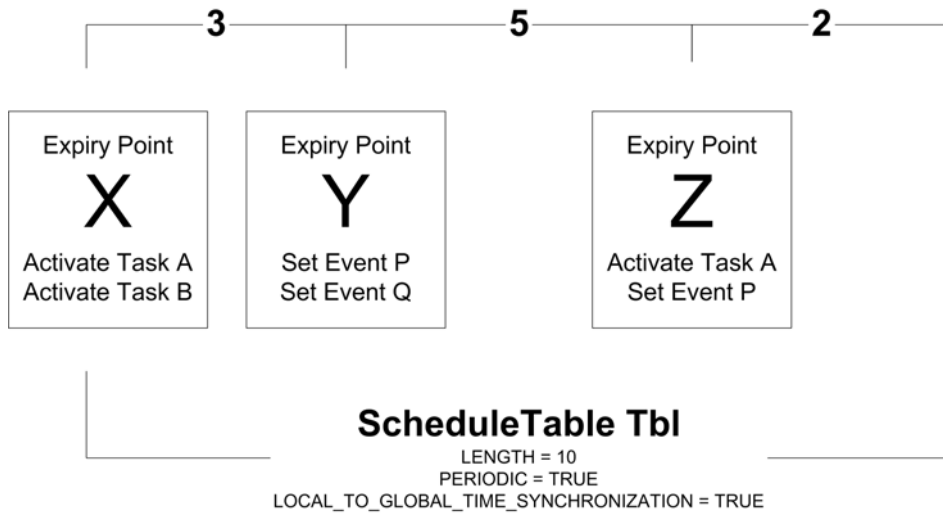 3
5
2
Expiry Point
X
Activate Task A
Activate Task B
Expiry Point
Y
Set Event P
Set Event Q
Expiry Point
Z
Activate Task A
Set Event P
ScheduleTable Tbl
LENGTH = 10
PERIODIC = TRUE
LOCAL_TO_GLOBAL_TIME_SYNCHRONIZATION = TRUE